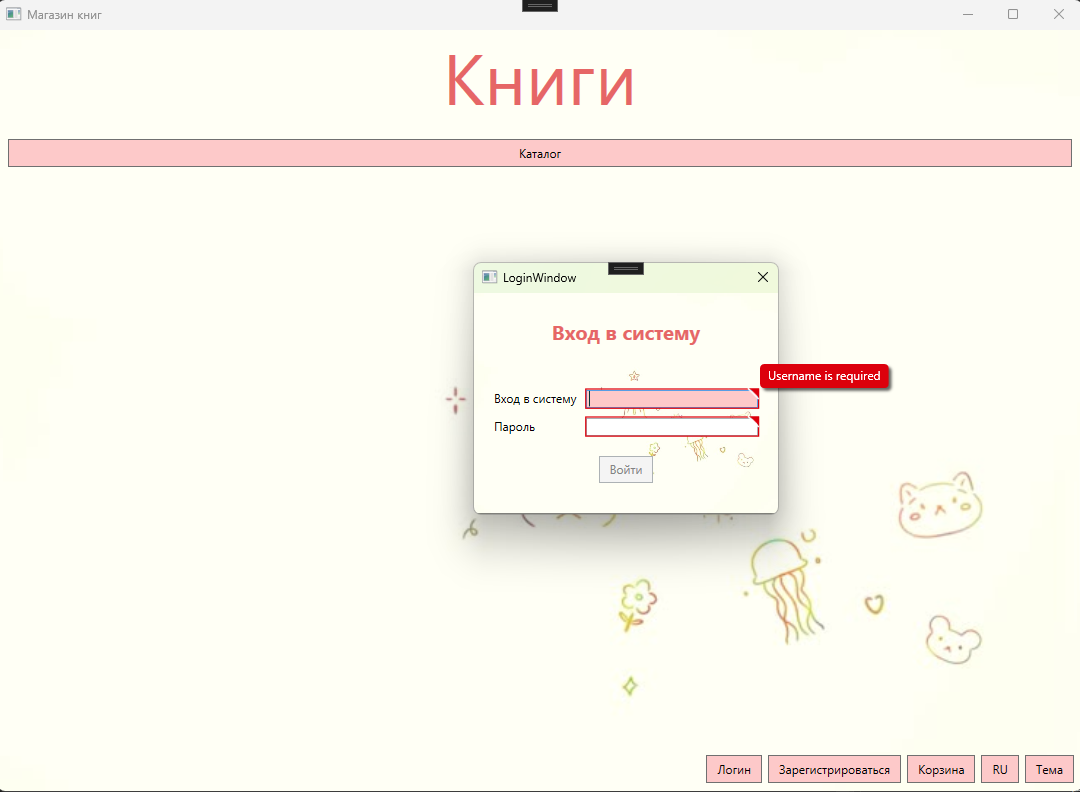 Магазин книг
Книги
Каталог
LoginWindow
Вход в систему
Username is required
Вход в систему
Пароль
Войти
Логин
Зарегистрироваться
Корзина
RU
Тема